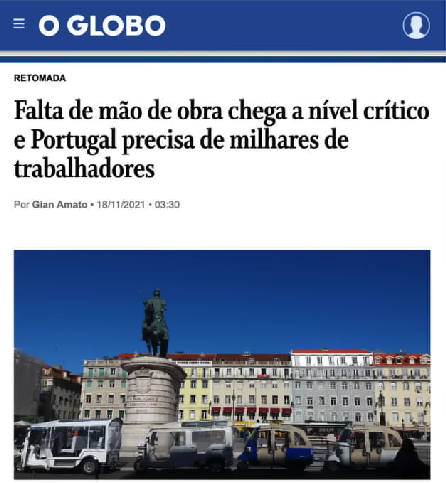 O GLOBO
RETOMADA
Falta de mão de obra chega a nível crítico
e Portugal precisa de milhares de
trabalhadores
Por Gian Amato • 18/11/2021 • 03:30